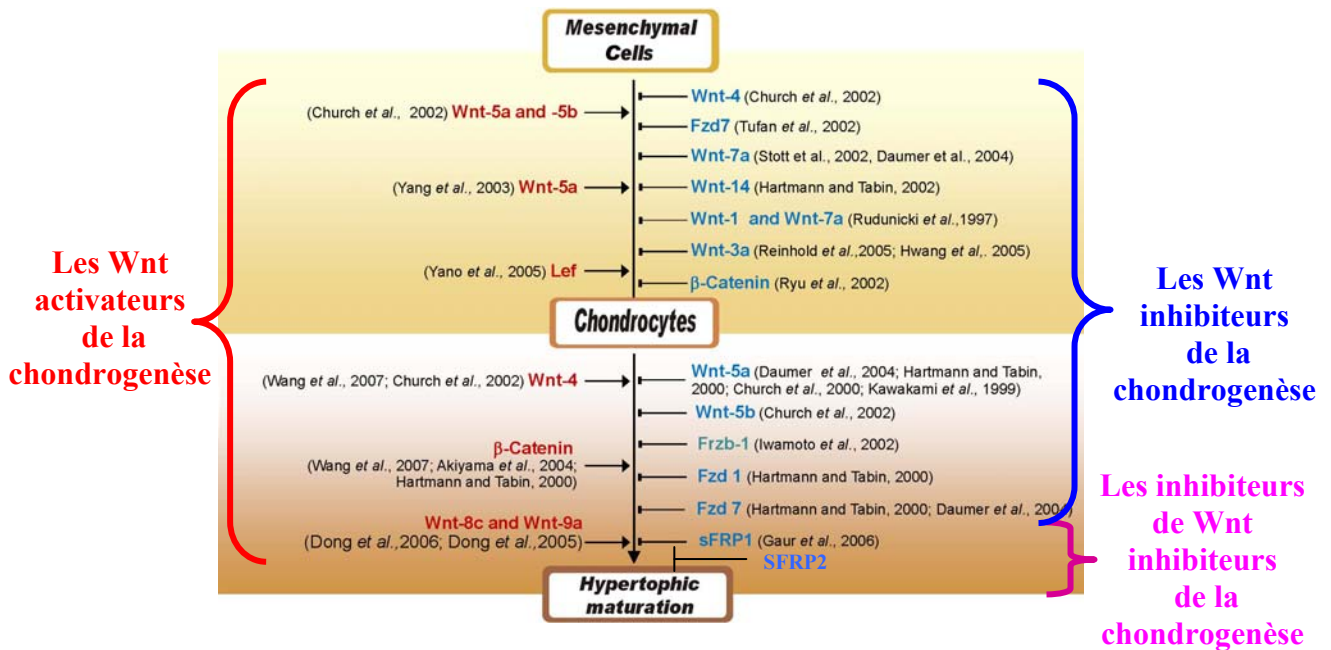 Mesenchymal
Cells
(Church et al., 2002) Wnt-5a and -5b
(Yang et al., 2003) Wnt-5a
(Yano et al., 2005) Lef
Wnt-4 (Church et al., 2002)
Fzd7 (Tufan et al., 2002)
Wnt-7a (Stott et al., 2002, Daumer et al., 2004)
Wnt-14 (Hartmann and Tabin, 2002)
Wnt-1 and Wnt-7a (Rudunicki et al.,1997)
Wnt-3a (Reinhold et al.,2005; Hwang et al,. 2005)
β-Catenin (Ryu et al., 2002)
Les Wnt
activateurs
de la
chondrogenèse
Les Wnt
inhibiteurs
de la
chondrogenèse
Chondrocytes
(Wang et al., 2007; Church et al., 2002) Wnt-4
β-Catenin
(Wang et al., 2007; Akiyama et al., 2004;
Hartmann and Tabin, 2000)
Wnt-8c and Wnt-9a
(Dong et al.,2006; Dong et al.,2005)
Wnt-5a (Daumer et al., 2004; Hartmann and Tabin,
2000; Church et al., 2000; Kawakami et al., 1999)
Wnt-5b (Church et al., 2002)
Frzb-1 (Iwamoto et al., 2002)
Fzd 1 (Hartmann and Tabin, 2000)
Fzd 7 (Hartmann and Tabin, 2000; Daumer et al., 2004)
sFRP1 (Gaur et al., 2006)
SFRP2
Les inhibiteurs
de Wnt
inhibiteurs
de la
chondrogenèse
Hypertophic
maturation